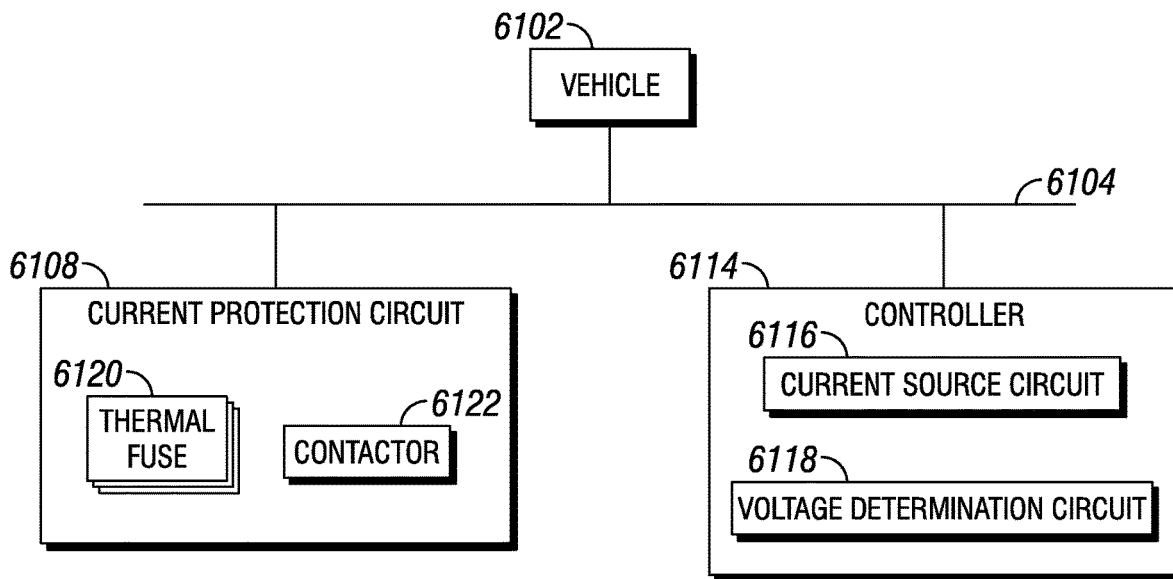 6102
VEHICLE
6104
6108
CURRENT PROTECTION CIRCUIT
6120
THERMAL
FUSE
6122
CONTACTOR
6114
CONTROLLER
6116
CURRENT SOURCE CIRCUIT
6118
VOLTAGE DETERMINATION CIRCUIT